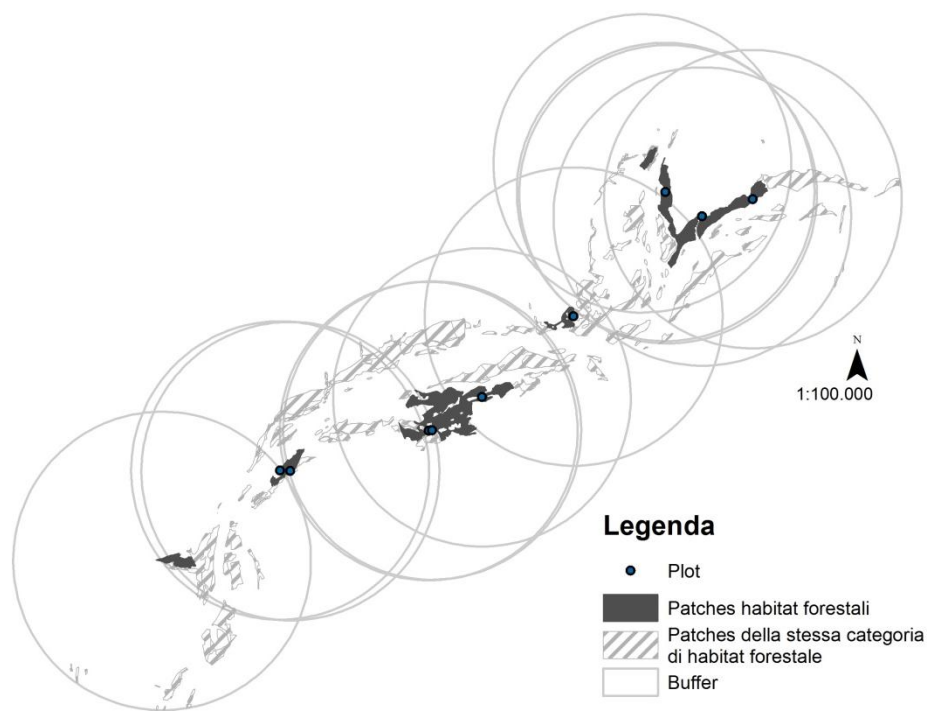 N
1:100.000
Legenda
Plot
Patches habitat forestali
Patches della stessa categoria
di habitat forestale
Buffer